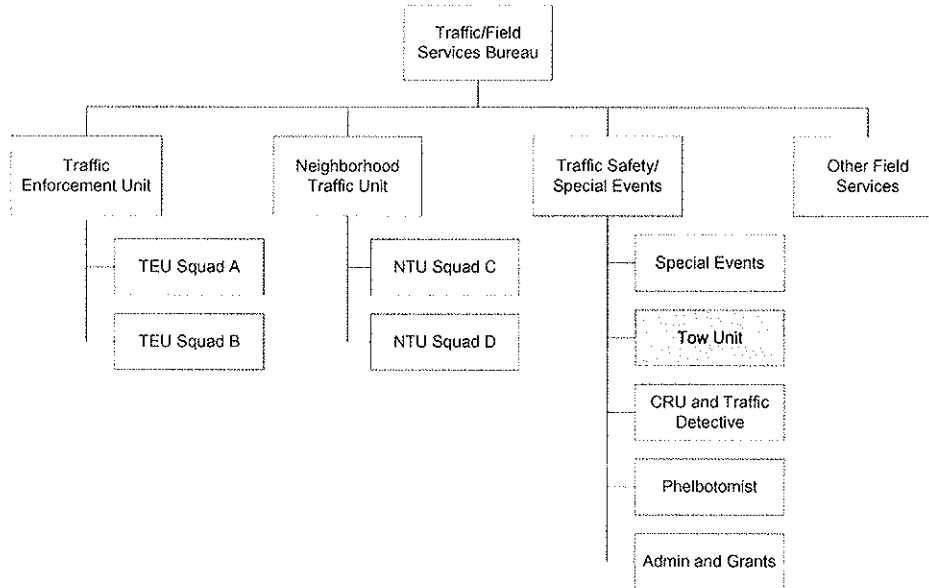 Traffic/Field
Services Bureau
Traffic
Enforcement Unit
Neighborhood
Traffic Unit
Traffic Safety/
Special Events
Other Field
Services
TEU Squad A
TEU Squad B
NTU Squad C
NTU Squad D
Special Events
Tow Unit
CRU and Traffic
Detective
Phelbotomist
Admin and Grants